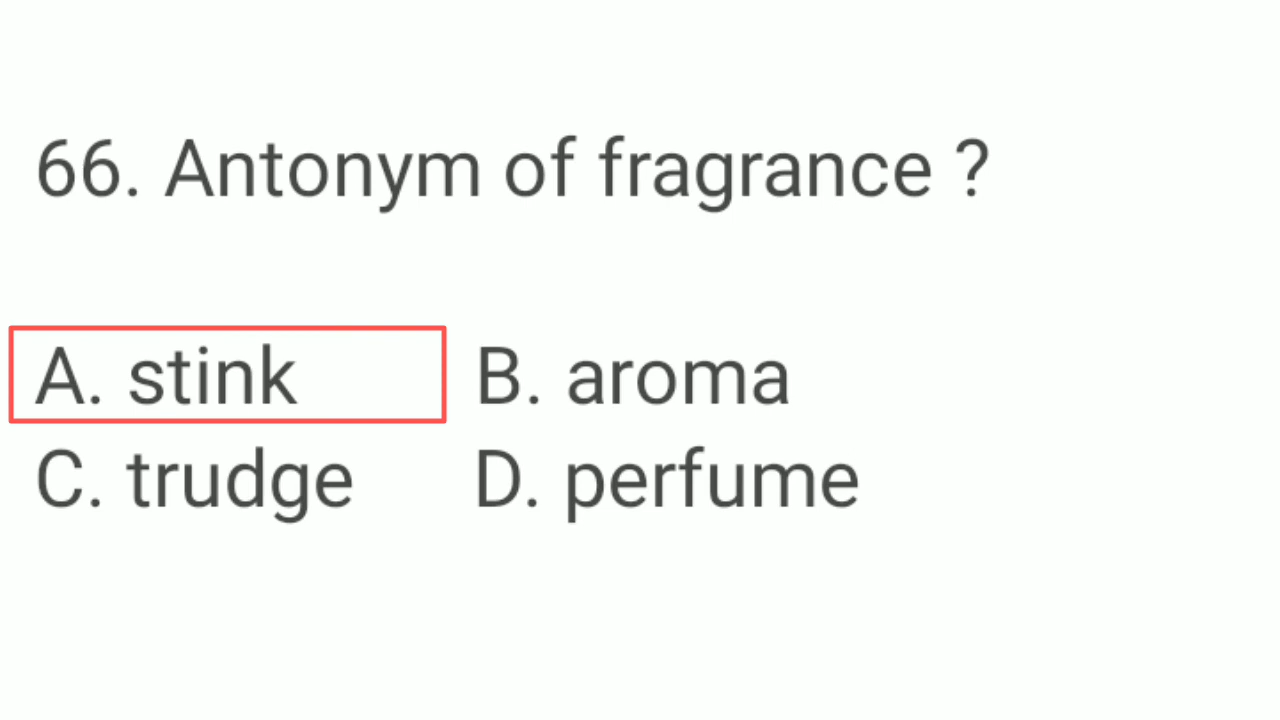 66. Antonym of fragrance ?
A. stink B. aroma
C. trudge D. perfume